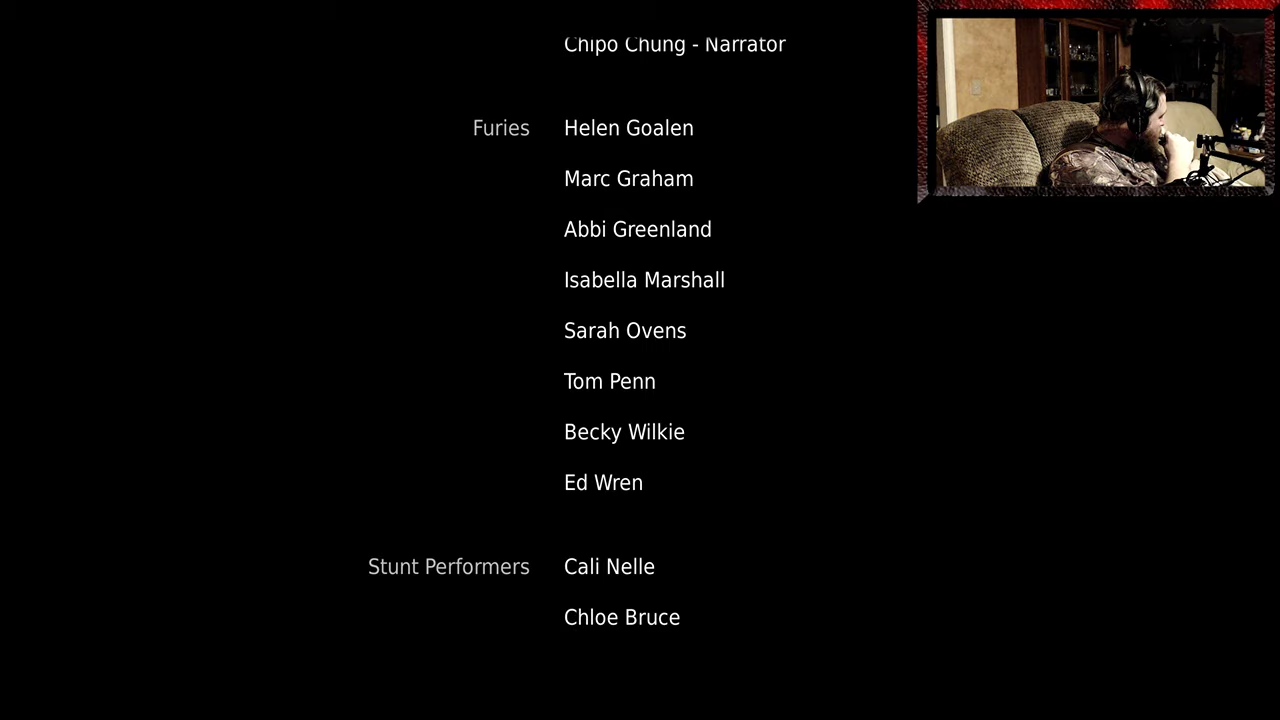 Chipo Chung - Narrator
Furies Helen Goalen
Marc Graham
Abbi Greenland
Isabella Marshall
Sarah Ovens
Tom Penn
Becky Wilkie
Ed Wren
Stunt Performers Cali Nelle
Chloe Bruce